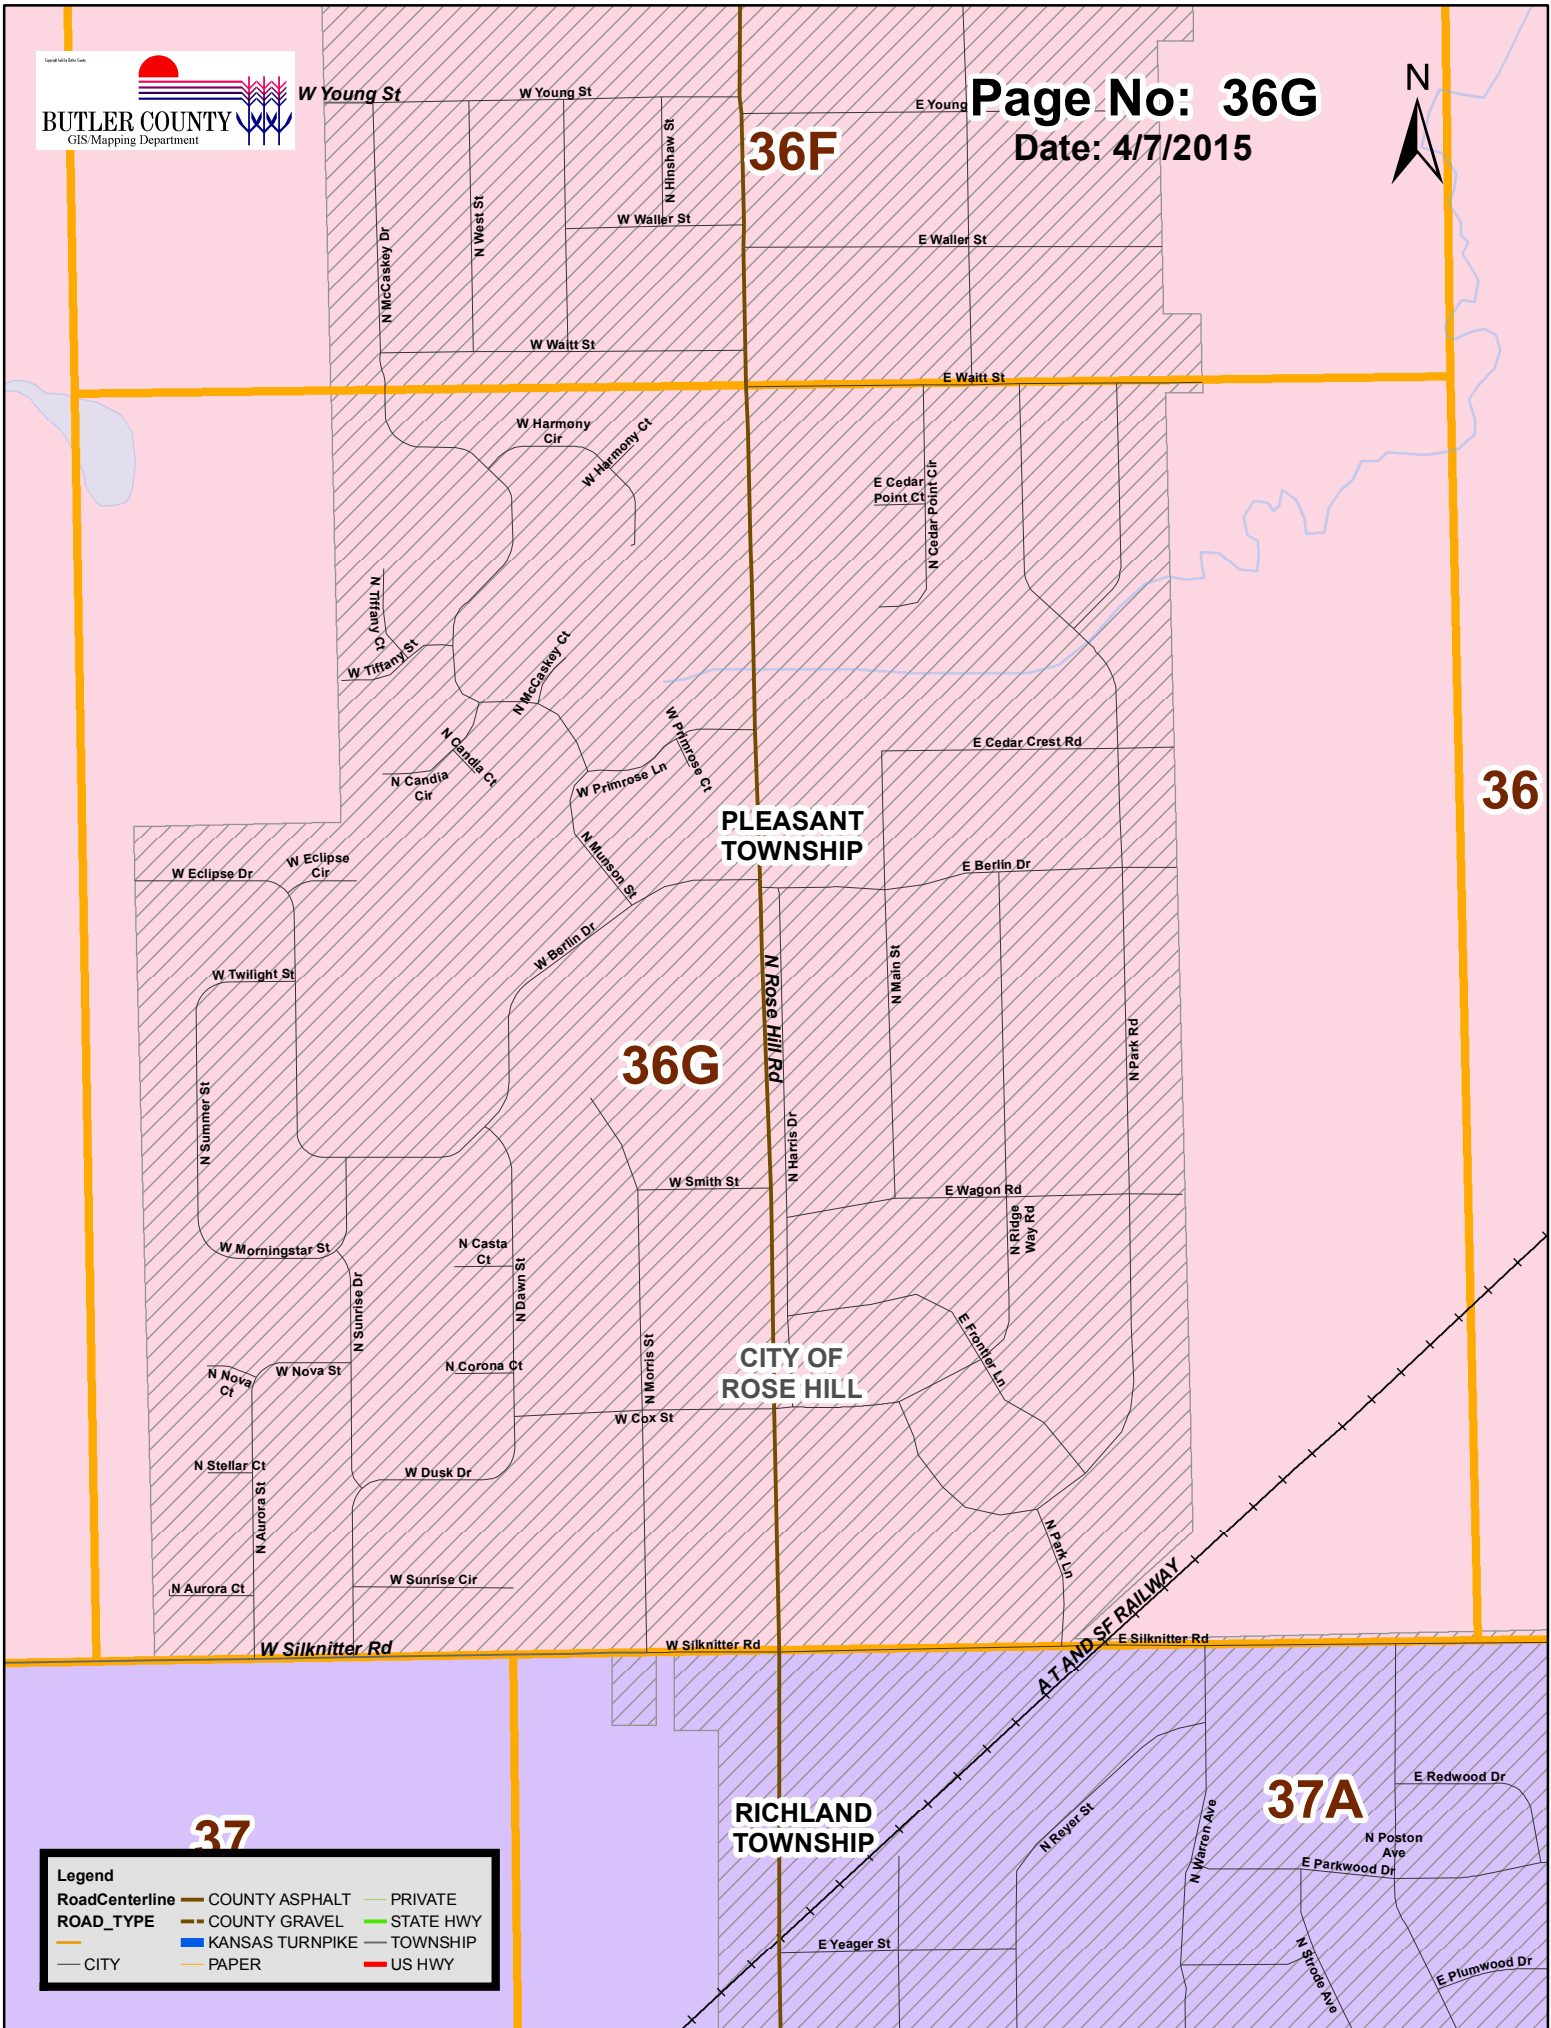 Copyright held by Butler County
BUTLER COUNTY
GIS/Mapping Department
Page No: 36G
Date: 4/7/2015
N
W Young St
W Young St
E Young
36F
N Hinshaw St
N West St
N McCaskey Dr
W Waller St
E Waller St
W Waitt St
E Waitt St
W Harmony
Cir
W Harmony Ct
E Cedar
Point Ct
N Cedar Point Cir
N Tiffany Ct
W Tiffany St
N McCaskey Ct
N Candia Ct
N Candia
Cir
W Primrose Ct
W Primrose Ln
E Cedar Crest Rd
36
PLEASANT
TOWNSHIP
N Munson St
W Eclipse Dr
W Eclipse
Cir
E Berlin Dr
W Berlin Dr
W Twilight St
N Rose Hill Rd
N Main St
N Park Rd
36G
N Summer St
N Harris Dr
W Smith St
E Wagon Rd
N Ridge
Way Rd
W Morningstar St
N Casta
Ct
N Dawn St
N Sunrise Dr
N Morris St
E Frontier Ln
CITY OF
ROSE HILL
N Nova
Ct
W Nova St
N Corona Ct
W Cox St
N Stellar Ct
W Dusk Dr
N Aurora St
N Park Ln
N Aurora Ct
W Sunrise Cir
A T AND SF RAILWAY
W Silknitter Rd
W Silknitter Rd
E Silknitter Rd
37
RICHLAND
TOWNSHIP
37A
N Reyer St
N Warren Ave
E Redwood Dr
N Poston
Ave
E Parkwood Dr
E Yeager St
N Strode Ave
E Plumwood Dr
Legend
RoadCenterline
ROAD_TYPE
CITY
COUNTY ASPHALT
COUNTY GRAVEL
KANSAS TURNPIKE
PAPER
PRIVATE
STATE HWY
TOWNSHIP
US HWY